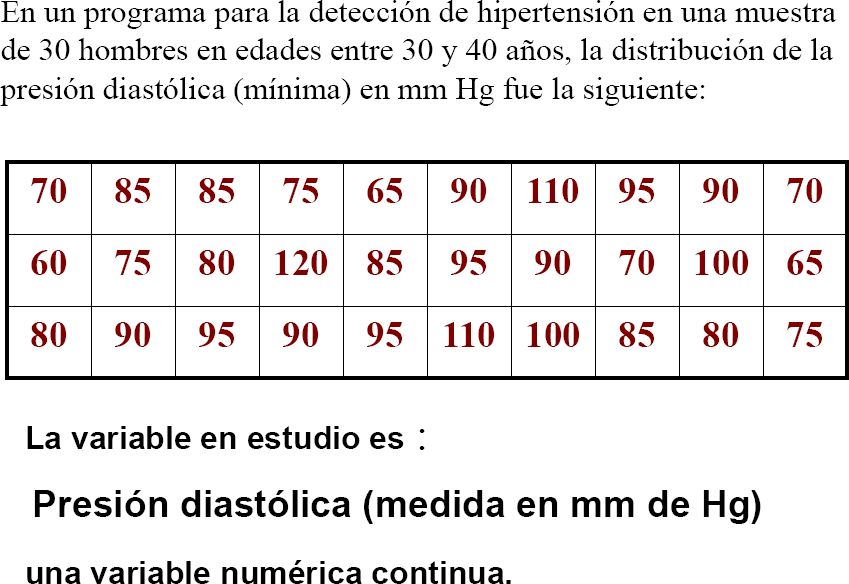 En un programa para la detección de hipertensión en una muestra
de 30 hombres en edades entre 30 y 40 años, la distribución de la
presión diastólica (mínima) en mm Hg fue la siguiente:
70 85 85 75 65 90 110 95 90 70
60 75 80 120 85 95 90 70 100 65
80 90 95 90 95 110 100 85 80 75
La variable en estudio es :
Presión diastólica (medida en mm de Hg)
una variable numérica continua.